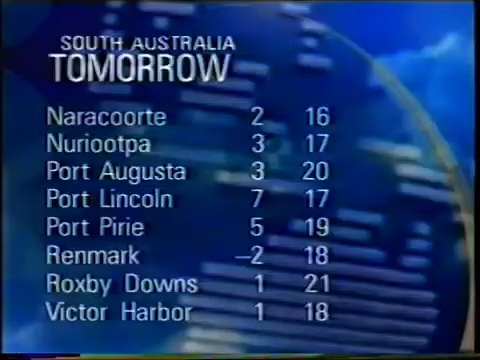 SOUTH AUSTRALIA
TOMORROW
Naracoorte 2 16
Nuriootpa 3 17
Port Augusta 3 20
Port Lincoln 7 17
Port Pirie 5 19
Renmark –2 18
Roxby Downs 1 21
Victor Harbor 1 18